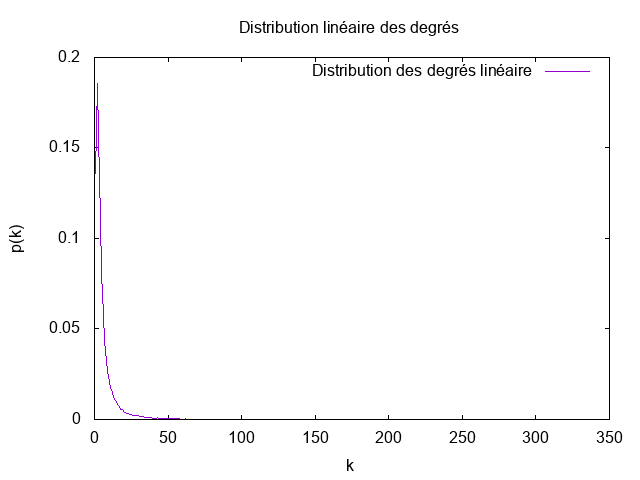 Distribution linéaire des degrés
Distribution des degrés linéaire
0.2
0.15
0.1
0.05
0
p(k)
0 50 100 150 200 250 300 350
k